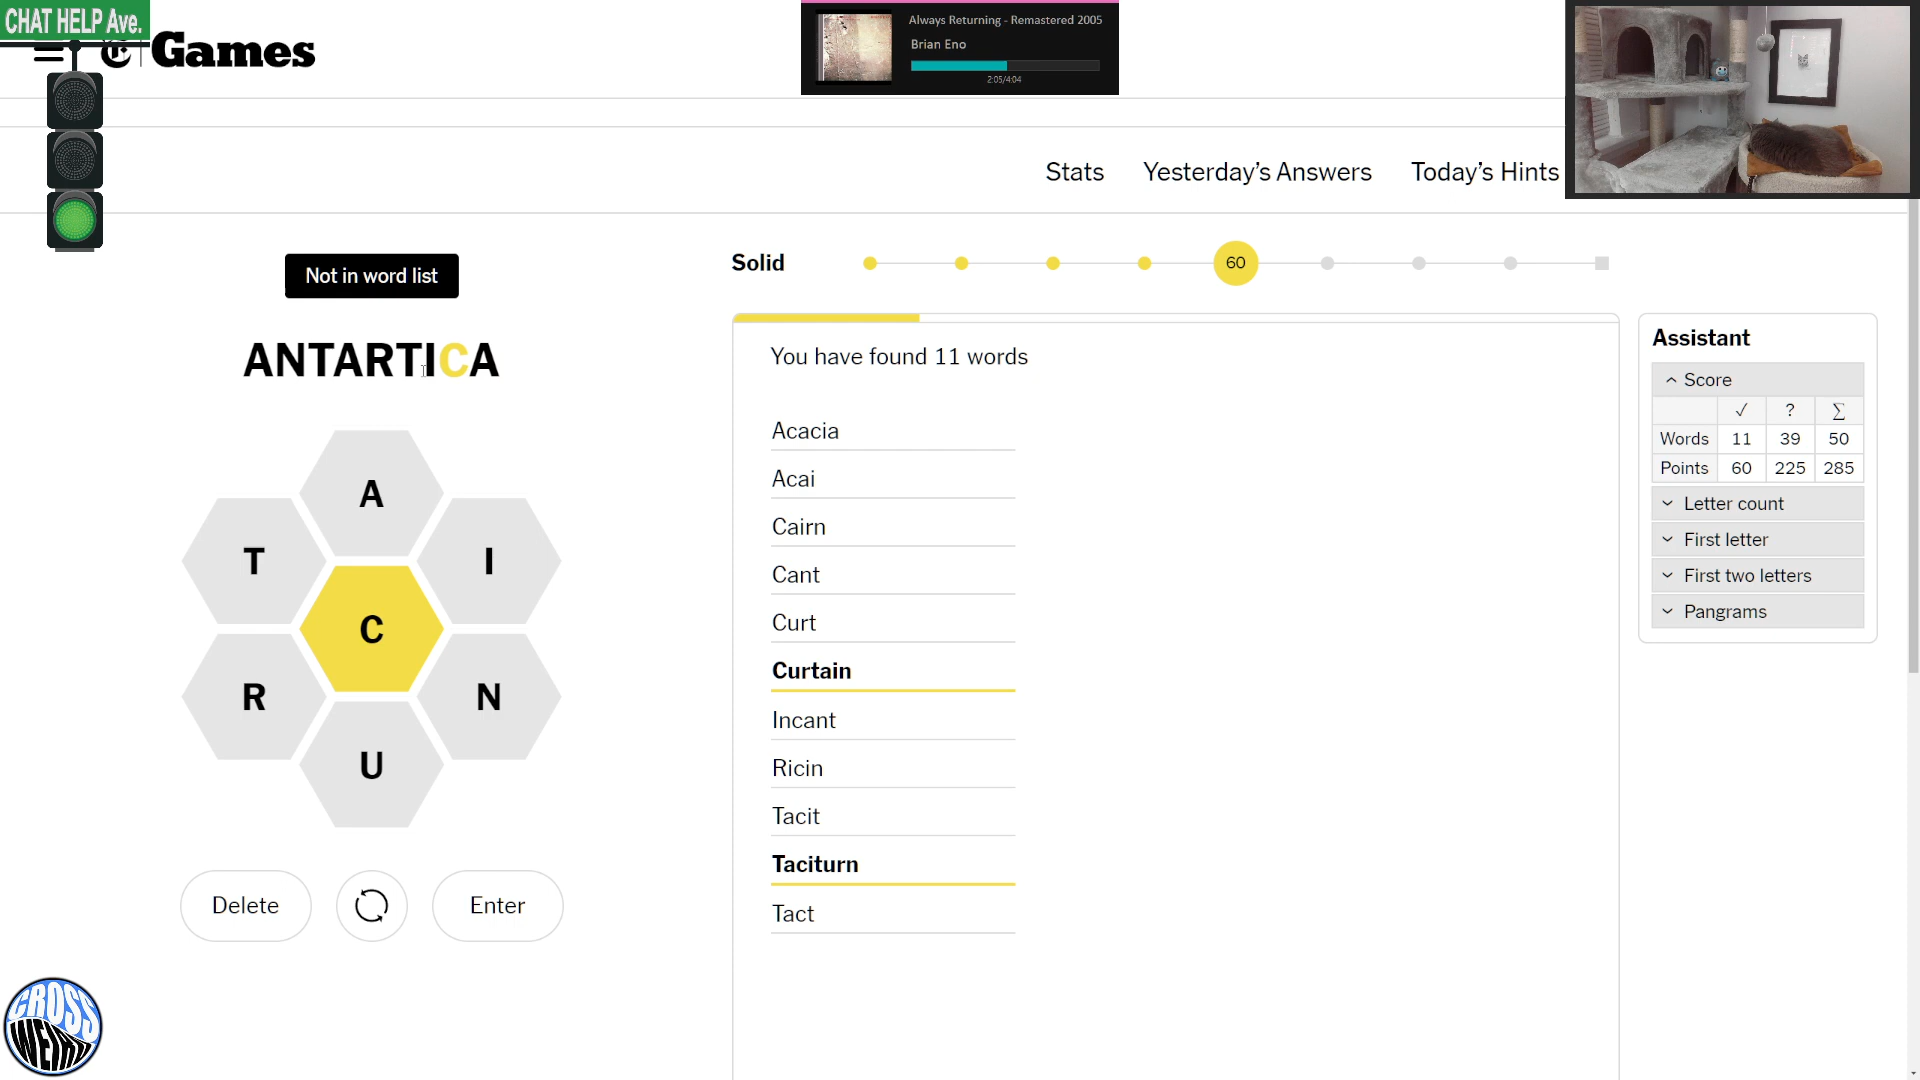 CHAT HELP Ave.
Games
Always Returning - Remastered 2005
Brian Eno
2:05/4:04
Stats
Yesterday's Answers
Today's Hints
Not in word list
ANTARTICA
Solid
60
You have found 11 words
Acacia
Acai
Cairn
Cant
Curt
Curtain
Incant
Ricin
Tacit
Taciturn
Tact
A
T
I
C
R
N
U
Delete
Enter
Assistant
Score
✓ ? ∑
Words 11 39 50
Points 60 225 285
Letter count
First letter
First two letters
Pangrams
CROSS
WEIRD